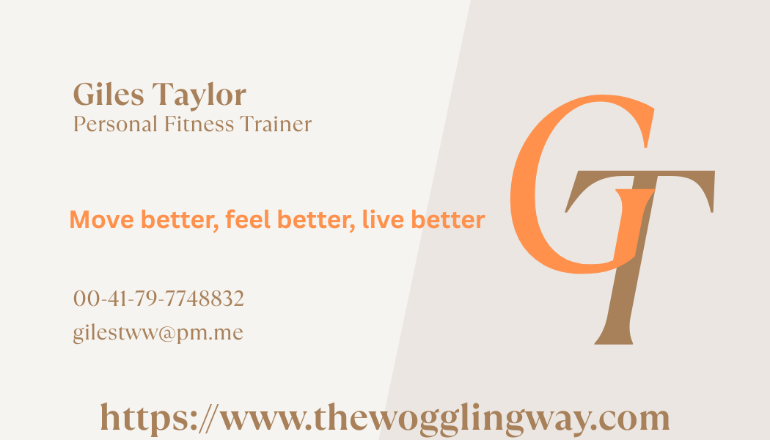 Giles Taylor
Personal Fitness Trainer
Move better, feel better, live better
00-41-79-7748832
gilestww@pm.me
GT
https://www.thewogglingway.com